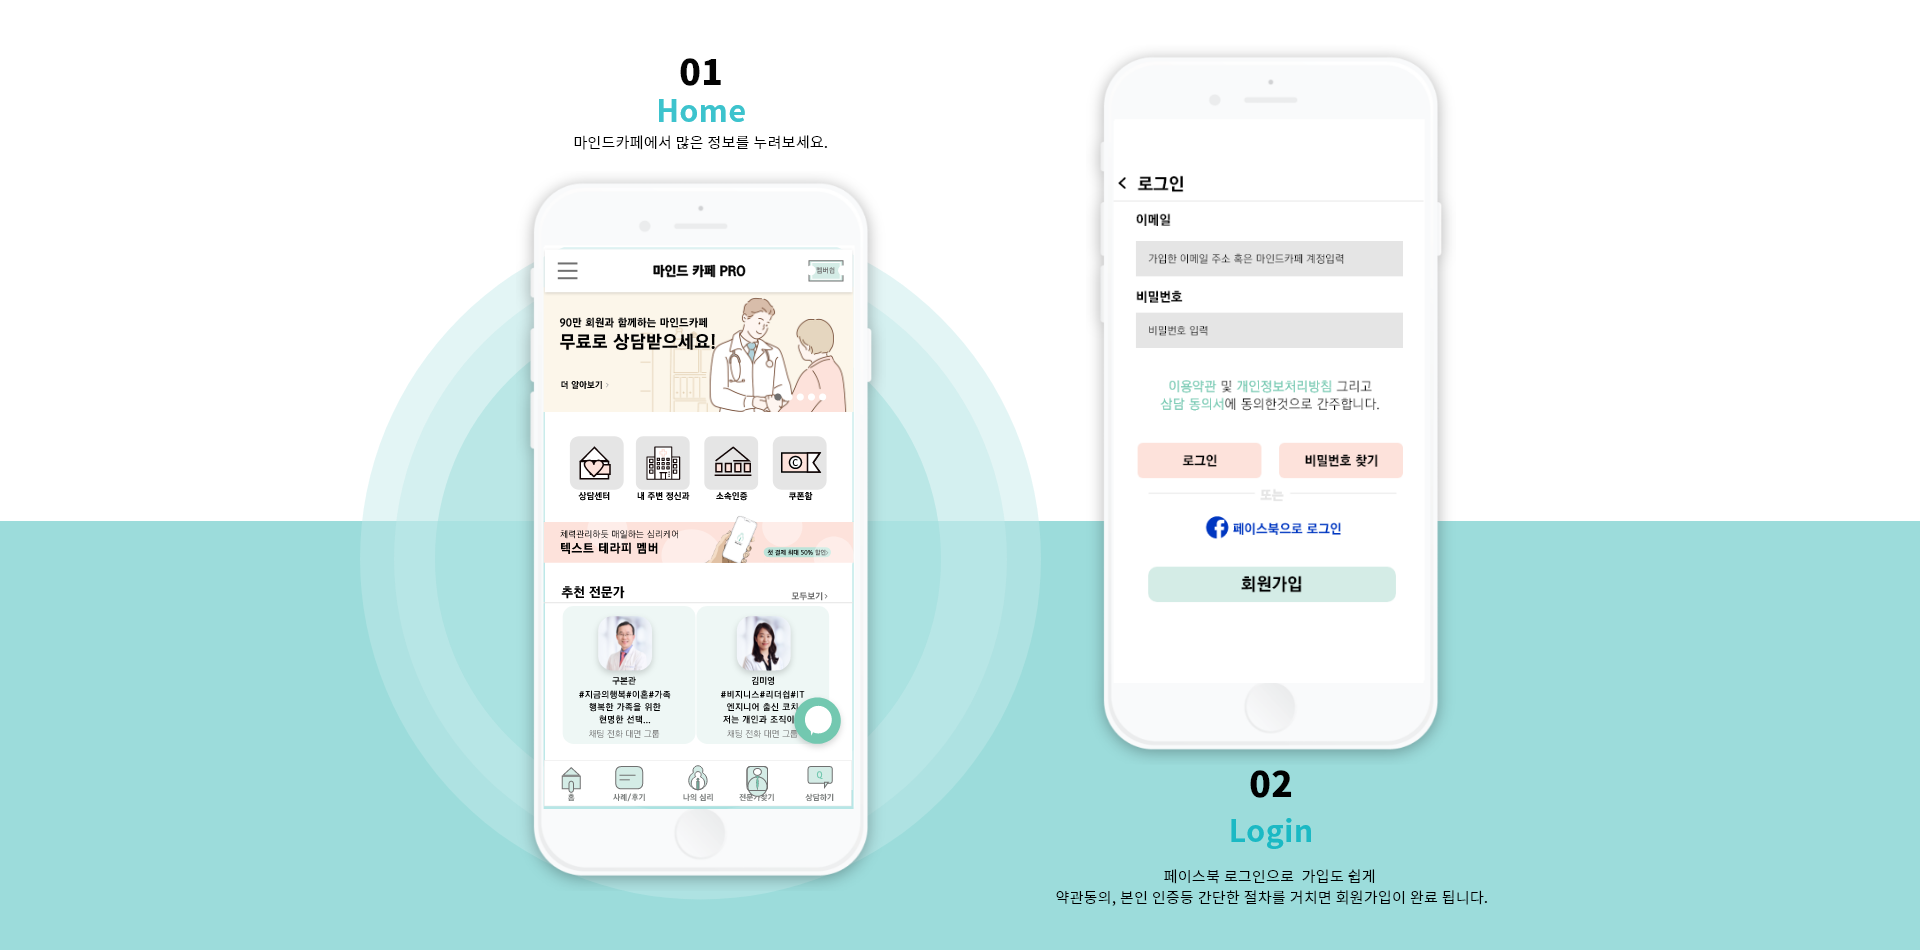 01
Home
마인드카페에서 많은 정보를 누려보세요.
마인드 카페 PRO
멤버쉽
90만 회원과 함께하는 마인드카페
무료로 상담받으세요!
더 알아보기 >
상담센터
내 주변 정신과
소속인증
쿠폰함
체력관리하듯 매일하는 심리케어
텍스트 테라피 멤버
첫 결제 최대 50% 할인>
추천 전문가
모두보기>
구본관
#지금의행복#이혼#가족
행복한 가족을 위한
현명한 선택...
채팅 전화 대면 그룹
김미영
#비지니스#리더쉽#IT
엔지니어 출신 코치
저는 개인과 조직이
채팅 전화 대면 그룹
홈
사례/후기
나의 심리
전문가찾기
상담하기
로그인
이메일
가입한 이메일 주소 혹은 마인드카페 계정입력
비밀번호
비밀번호 입력
이용약관 및 개인정보처리방침 그리고
상담 동의서에 동의한것으로 간주합니다.
로그인
비밀번호 찾기
또는
페이스북으로 로그인
회원가입
02
Login
페이스북 로그인으로 가입도 쉽게
약관동의, 본인 인증등 간단한 절차를 거치면 회원가입이 완료 됩니다.